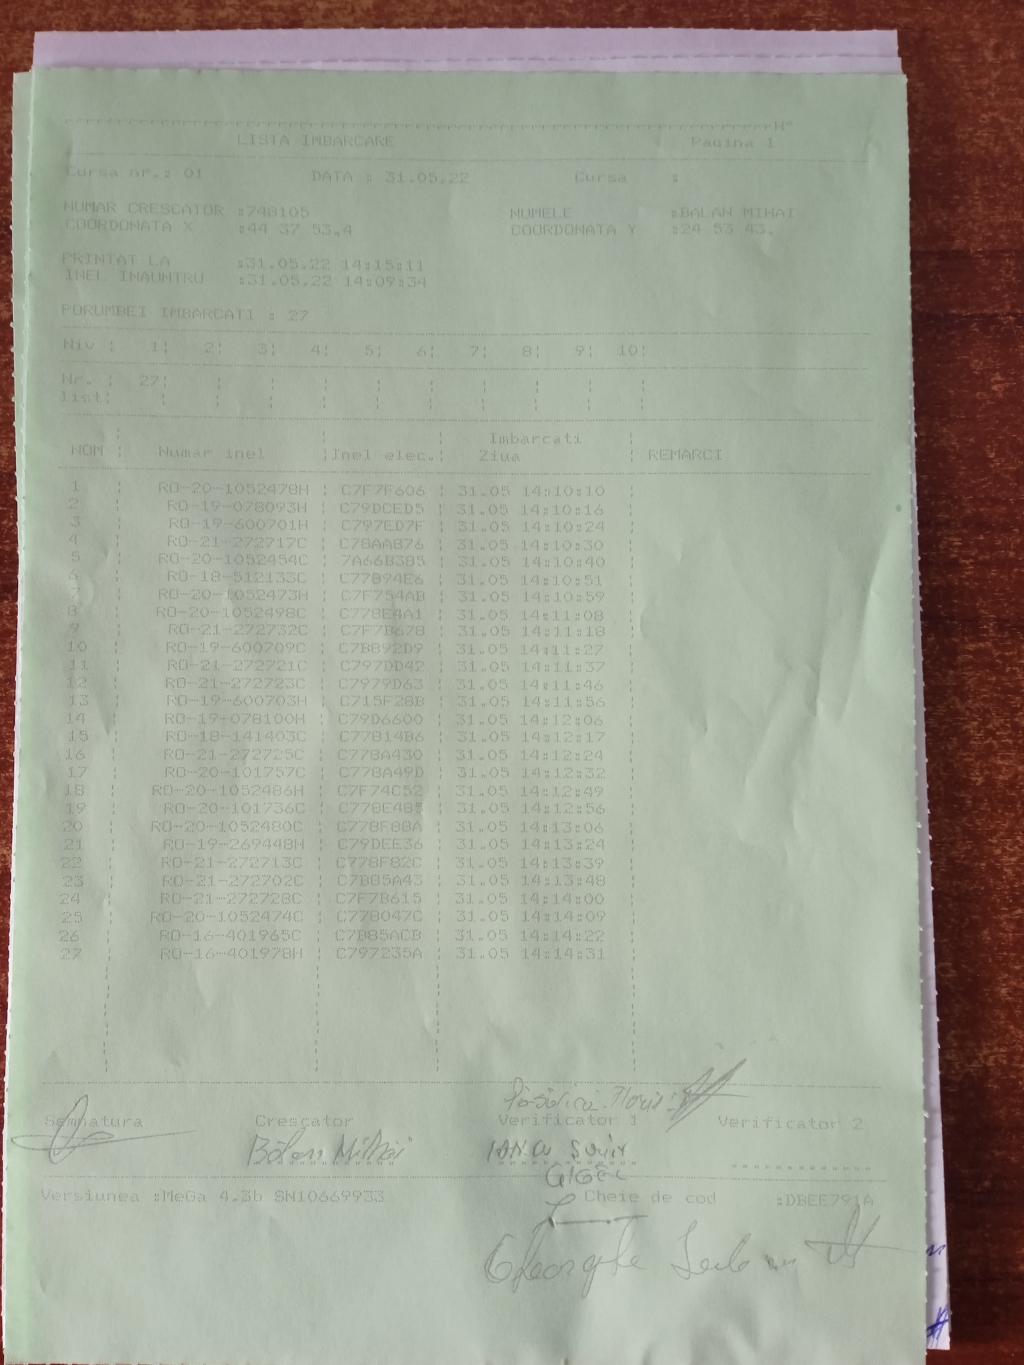 LISTA IMBARCARE Pagina 1
Cursa nr.: 01 DATA : 31.05.22 Cursa :
NUMAR CRESCATOR :748105 NUMELE :BALAN MIHAI
COORDONATA X :44 37 53,4 COORDONATA Y :24 53 43.
PRINTAT LA :31.05.22 14:15:11
INEL INAUNTRU :31.05.22 14:09:34
PORUMBEI IMBARCATI : 27
Niv : 1: 2: 3: 4: 5: 6: 7: 8: 9: 10:
Nr. : 27:
list:
Imbarcati
NOM : Numar inel :Inel elec.: Ziua : REMARCI
1 : RO-20-1052478H : C7F7F606 : 31.05 14:10:10 :
2 : RO-19-078093H : C79DCED5 : 31.05 14:10:16 :
3 : RO-19-600701H : C797ED7F : 31.05 14:10:24 :
4 : RO-21-272717C : C78AA876 : 31.05 14:10:30 :
5 : RO-20-1052454C : 7A66B385 : 31.05 14:10:40 :
6 : RO-18-512133C : C77894E6 : 31.05 14:10:51 :
7 : RO-20-1052473H : C7F754AB : 31.05 14:10:59 :
8 : RO-20-1052498C : C778E4A1 : 31.05 14:11:08 :
9 : RO-21-272732C : C7F7B678 : 31.05 14:11:18 :
10 : RO-19-600709C : C7B892D9 : 31.05 14:11:27 :
11 : RO-21-272721C : C797DD42 : 31.05 14:11:37 :
12 : RO-21-272723C : C7979D63 : 31.05 14:11:46 :
13 : RO-19-600703H : C715F28B : 31.05 14:11:56 :
14 : RO-19-078100H : C79D6600 : 31.05 14:12:06 :
15 : RO-18-141403C : C77814B6 : 31.05 14:12:17 :
16 : RO-21-272725C : C778A430 : 31.05 14:12:24 :
17 : RO-20-101757C : C778A49D : 31.05 14:12:32 :
18 : RO-20-1052486H : C7F74C52 : 31.05 14:12:49 :
19 : RO-20-101736C : C778E485 : 31.05 14:12:56 :
20 : RO-20-1052480C : C778F88A : 31.05 14:13:06 :
21 : RO-19-269448H : C79DEE36 : 31.05 14:13:24 :
22 : RO-21-272713C : C778F82C : 31.05 14:13:39 :
23 : RO-21-272702C : C7B85A43 : 31.05 14:13:48 :
24 : RO-21-272728C : C7F7B615 : 31.05 14:14:00 :
25 : RO-20-1052474C : C778047C : 31.05 14:14:09 :
26 : RO-16-401965C : C7B85ACB : 31.05 14:14:22 :
27 : RO-16-401978H : C797235A : 31.05 14:14:31 :
Semnatura Crescator Verificator 1 Verificator 2
Bălan Mihai
Versiunea :MeGa 4.3b SN10669933 Cheie de cod :DBEE791A
Gheorghe